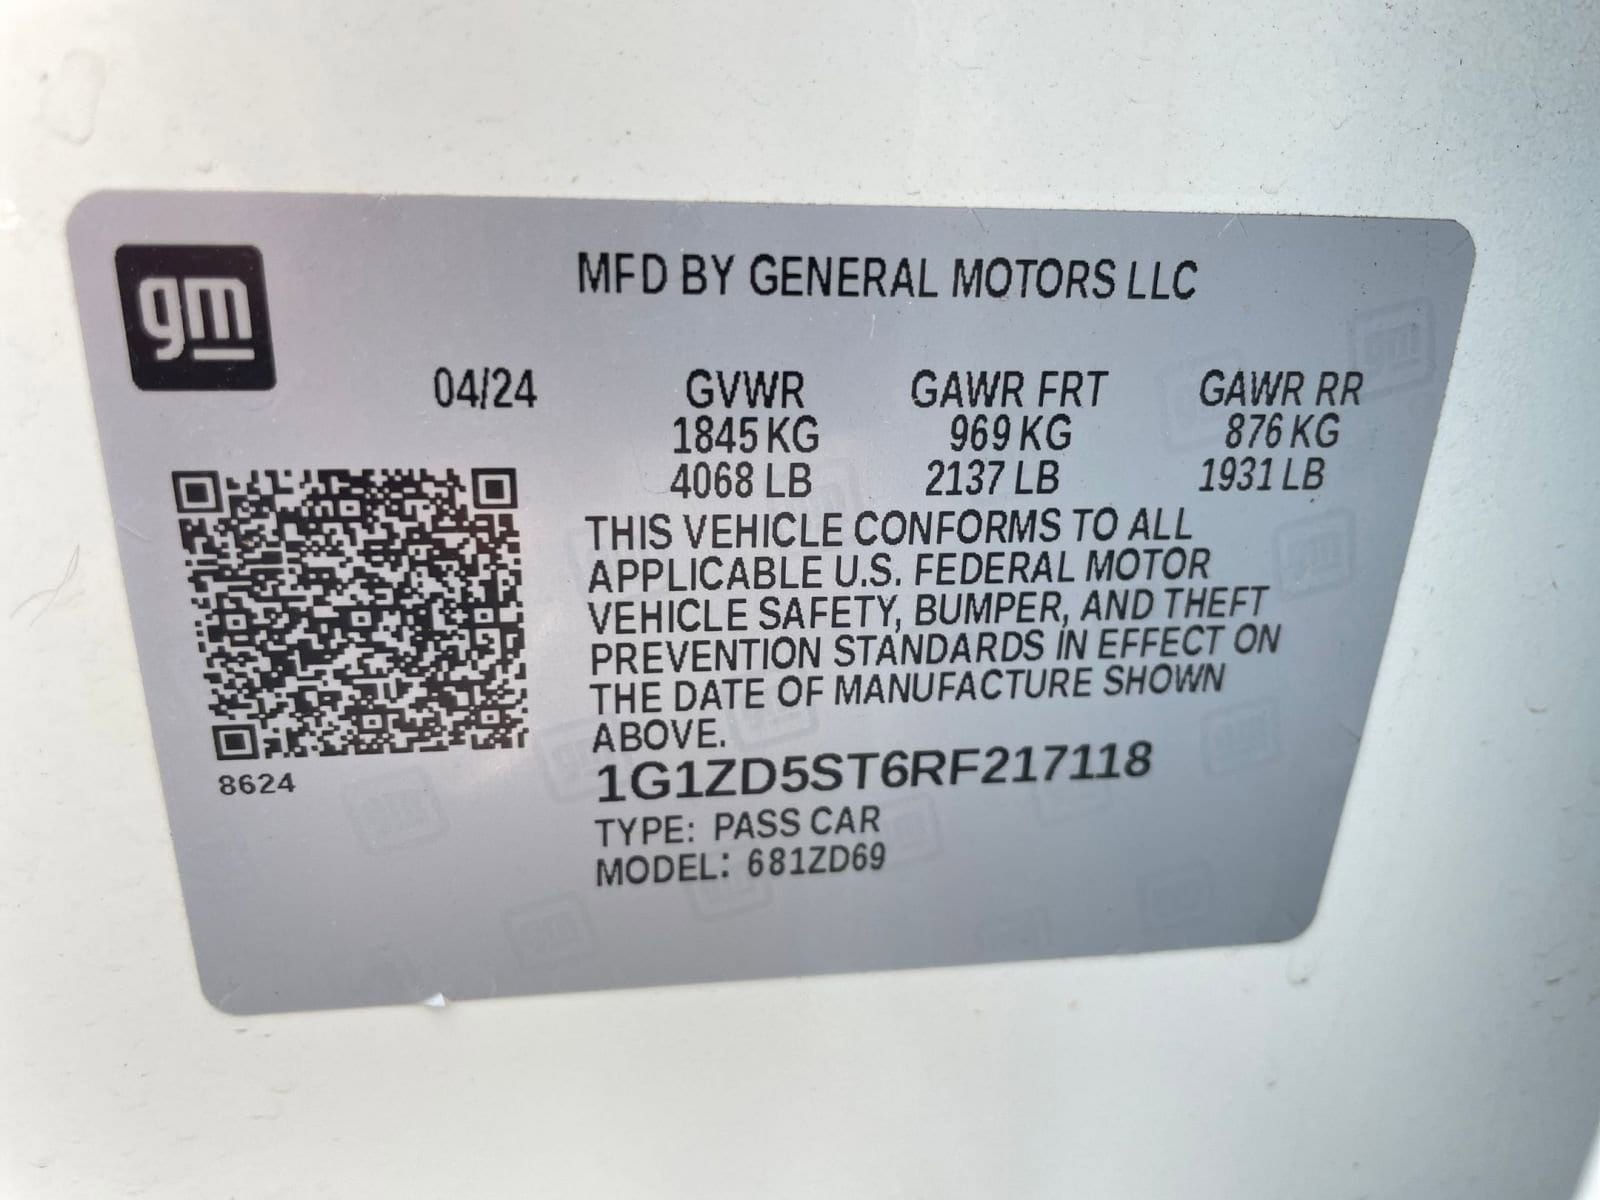 gm
MFD BY GENERAL MOTORS LLC
04/24 GVWR GAWR FRT GAWR RR
1845 KG 969 KG 876 KG
4068 LB 2137 LB 1931 LB
THIS VEHICLE CONFORMS TO ALL
APPLICABLE U.S. FEDERAL MOTOR
VEHICLE SAFETY, BUMPER, AND THEFT
PREVENTION STANDARDS IN EFFECT ON
THE DATE OF MANUFACTURE SHOWN
ABOVE.
8624
1G1ZD5ST6RF217118
TYPE: PASS CAR
MODEL: 681ZD69